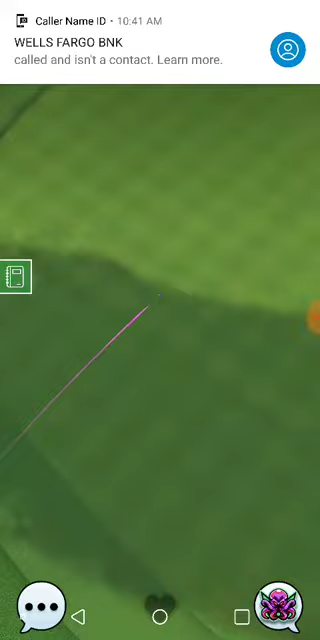 Caller Name ID • 10:41 AM
WELLS FARGO BNK
called and isn't a contact. Learn more.